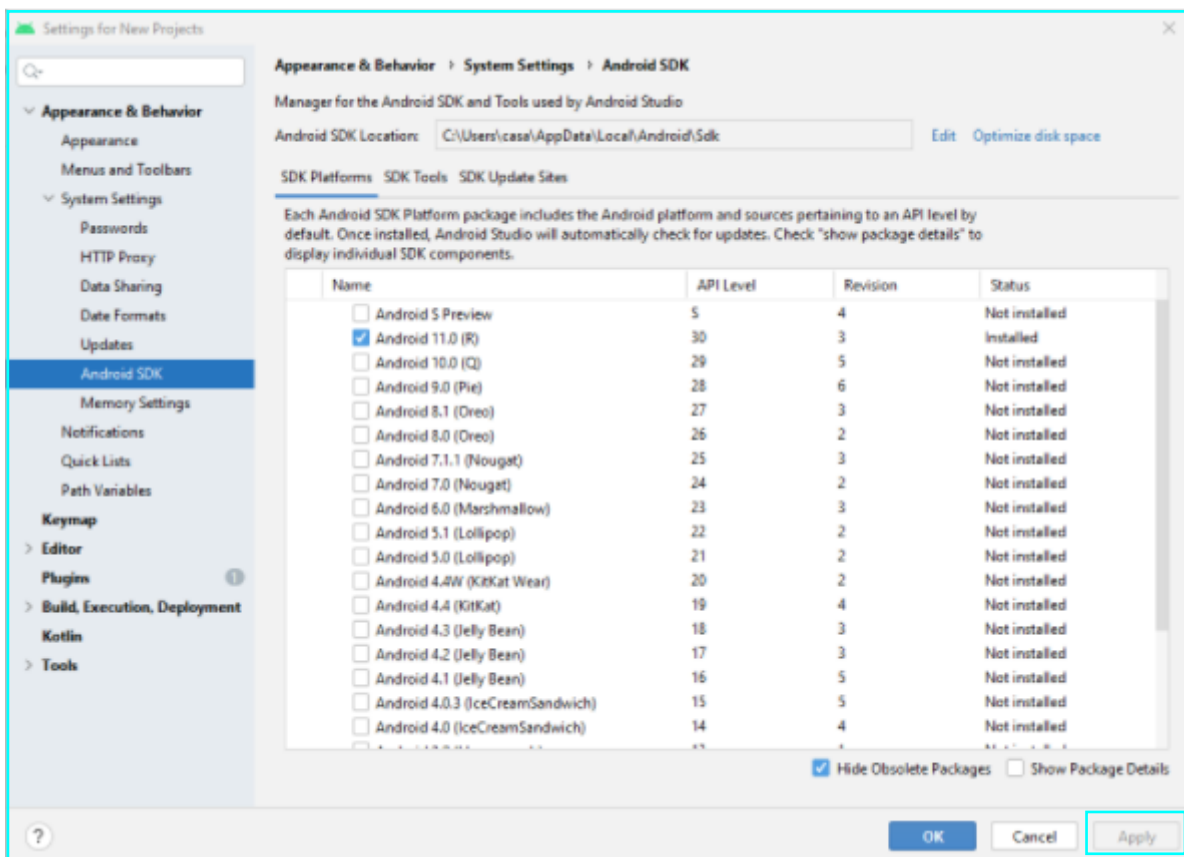 Settings for New Projects
Appearance & Behavior
Appearance
Menus and Toolbars
System Settings
Passwords
HTTP Proxy
Data Sharing
Date Formats
Updates
Android SDK
Memory Settings
Notifications
Quick Lists
Path Variables
Keymap
Editor
Plugins 1
Build, Execution, Deployment
Kotlin
Tools
Appearance & Behavior › System Settings › Android SDK
Manager for the Android SDK and Tools used by Android Studio
Android SDK Location: C:\Users\casa\AppData\Local\Android\Sdk Edit Optimize disk space
SDK Platforms SDK Tools SDK Update Sites
Each Android SDK Platform package includes the Android platform and sources pertaining to an API level by
default. Once installed, Android Studio will automatically check for updates. Check "show package details" to
display individual SDK components.
Name API Level Revision Status
Android S Preview S 4 Not installed
Android 11.0 (R) 30 3 Installed
Android 10.0 (Q) 29 5 Not installed
Android 9.0 (Pie) 28 6 Not installed
Android 8.1 (Oreo) 27 3 Not installed
Android 8.0 (Oreo) 26 2 Not installed
Android 7.1.1 (Nougat) 25 3 Not installed
Android 7.0 (Nougat) 24 2 Not installed
Android 6.0 (Marshmallow) 23 3 Not installed
Android 5.1 (Lollipop) 22 2 Not installed
Android 5.0 (Lollipop) 21 2 Not installed
Android 4.4W (KitKat Wear) 20 2 Not installed
Android 4.4 (KitKat) 19 4 Not installed
Android 4.3 (Jelly Bean) 18 3 Not installed
Android 4.2 (Jelly Bean) 17 3 Not installed
Android 4.1 (Jelly Bean) 16 5 Not installed
Android 4.0.3 (IceCreamSandwich) 15 5 Not installed
Android 4.0 (IceCreamSandwich) 14 4 Not installed
Hide Obsolete Packages Show Package Details
? OK Cancel Apply